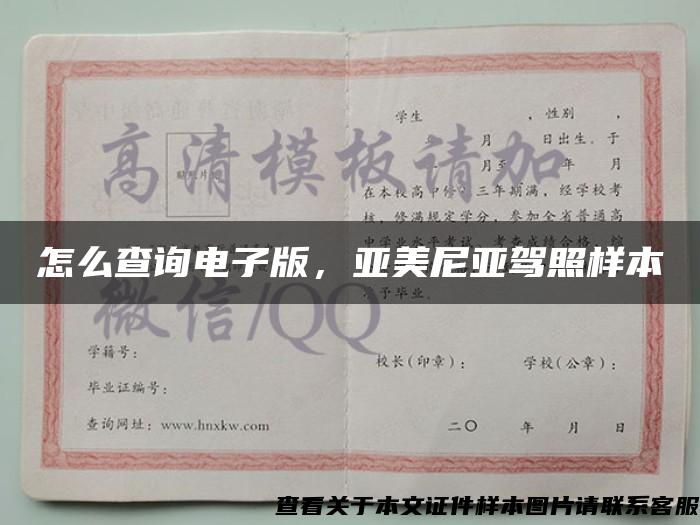 学生 ，性别 ，
月 日出生。于
月至 年 月
高清模板请加
贴照片处
在本校高中修业三年期满，经学校考
核，修满规定学分，参加全省普通高
怎么查询电子版，亚美尼亚驾照样本
予毕业。
微信/QQ
学籍号：
校长(印章)： 学校(公章)：
毕业证编号：
查询网址：www.hnxkw.com
二〇 年 月 日
查看关于本文证件样本图片请联系客服